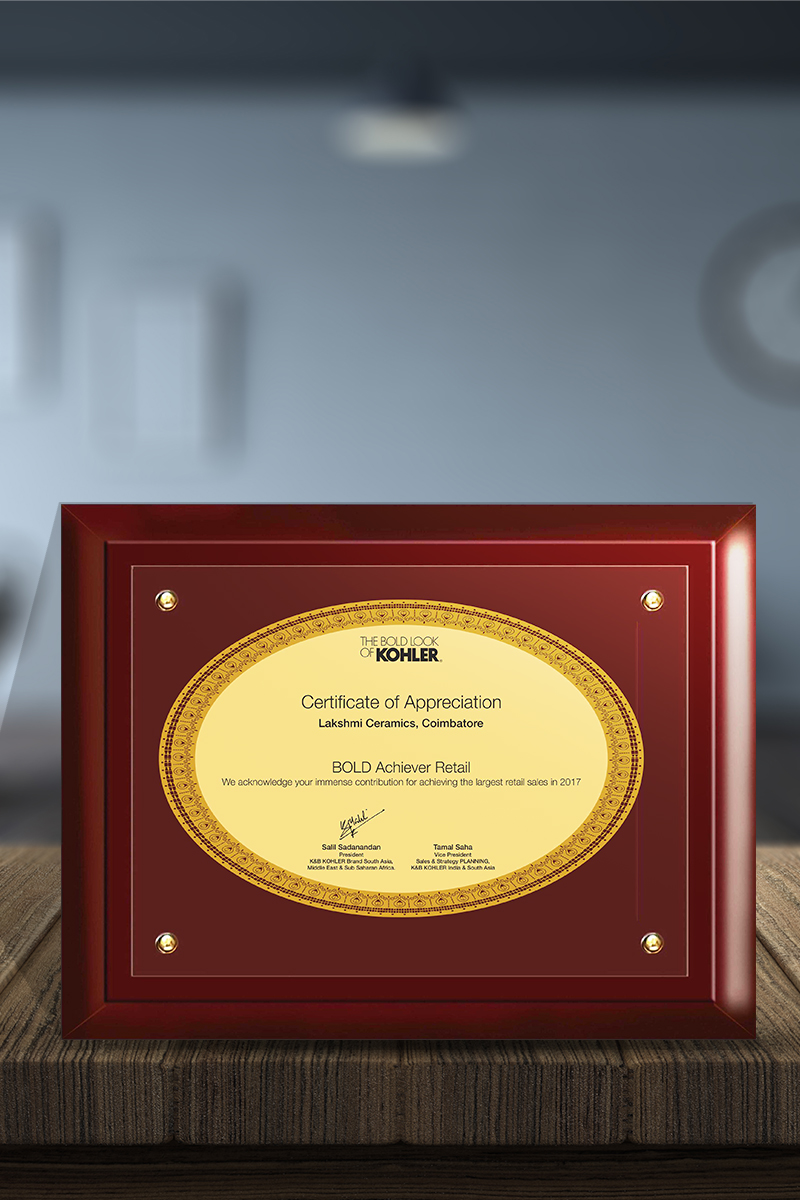 THE BOLD LOOK
OF KOHLER®
Certificate of Appreciation
Lakshmi Ceramics, Coimbatore
BOLD Achiever Retail
We acknowledge your immense contribution for achieving the largest retail sales in 2017
Salil Sadanandan
President
K&B KOHLER Brand South Asia,
Middle East & Sub Saharan Africa.
Tamal Saha
Vice President
Sales & Strategy PLANNING,
K&B KOHLER India & South Asia